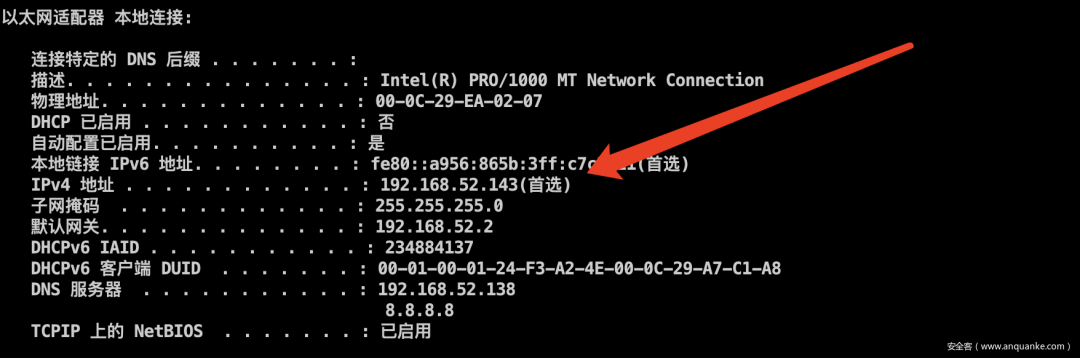 以太网适配器 本地连接:
连接特定的 DNS 后缀 . . . . . . . :
描述. . . . . . . . . . . . . . . : Intel(R) PRO/1000 MT Network Connection
物理地址. . . . . . . . . . . . . : 00-0C-29-EA-02-07
DHCP 已启用 . . . . . . . . . . . : 否
自动配置已启用. . . . . . . . . . : 是
本地链接 IPv6 地址. . . . . . . . : fe80::a956:865b:3ff:(首选)
IPv4 地址 . . . . . . . . . . . . : 192.168.52.143(首选)
子网掩码 . . . . . . . . . . . . : 255.255.255.0
默认网关. . . . . . . . . . . . . : 192.168.52.2
DHCPv6 IAID . . . . . . . . . . . : 234884137
DHCPv6 客户端 DUID . . . . . . . : 00-01-00-01-24-F3-A2-4E-00-0C-29-A7-C1-A8
DNS 服务器 . . . . . . . . . . . : 192.168.52.138
8.8.8.8
TCPIP 上的 NetBIOS . . . . . . . : 已启用
安全客（www.anquanke.com）